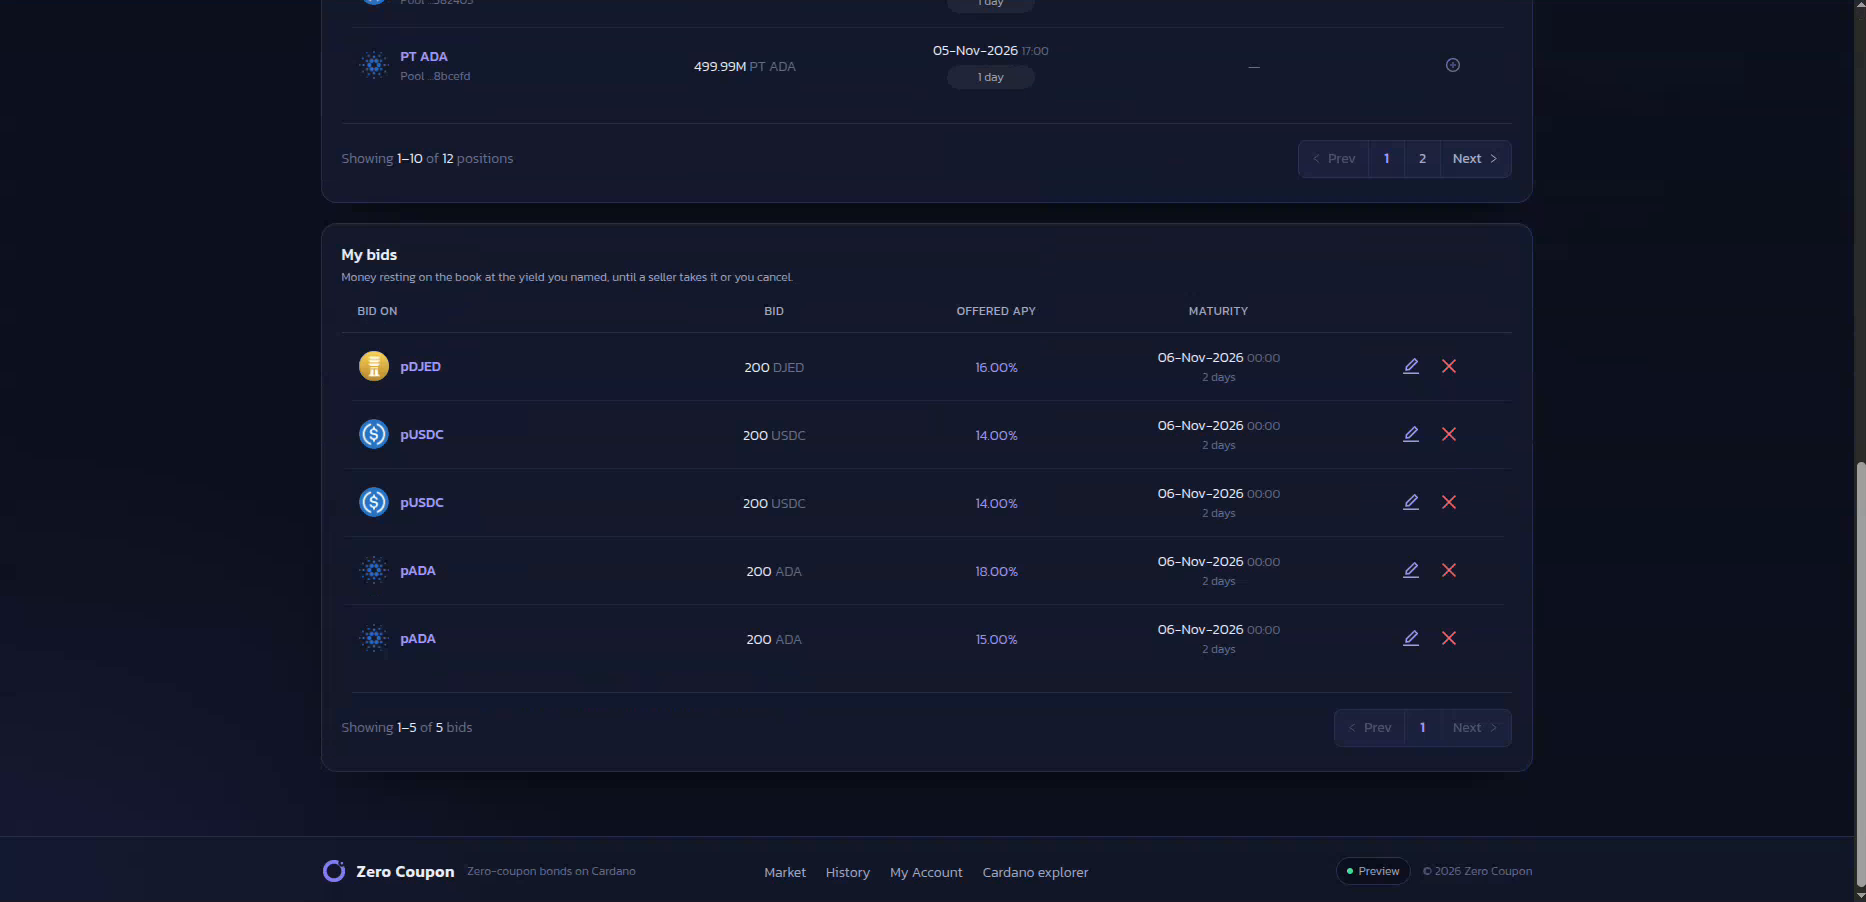 Pool ...582405
1 day
PT ADA
Pool ...8bcefd
499.99M PT ADA
05-Nov-2026 17:00
1 day
—
Showing 1–10 of 12 positions
< Prev 1 2 Next >
My bids
Money resting on the book at the yield you named, until a seller takes it or you cancel.
BID ON BID OFFERED APY MATURITY
pDJED 200 DJED 16.00% 06-Nov-2026 00:00
2 days
pUSDC 200 USDC 14.00% 06-Nov-2026 00:00
2 days
pUSDC 200 USDC 14.00% 06-Nov-2026 00:00
2 days
pADA 200 ADA 18.00% 06-Nov-2026 00:00
2 days
pADA 200 ADA 15.00% 06-Nov-2026 00:00
2 days
Showing 1–5 of 5 bids
< Prev 1 Next >
Zero Coupon Zero-coupon bonds on Cardano Market History My Account Cardano explorer Preview © 2026 Zero Coupon